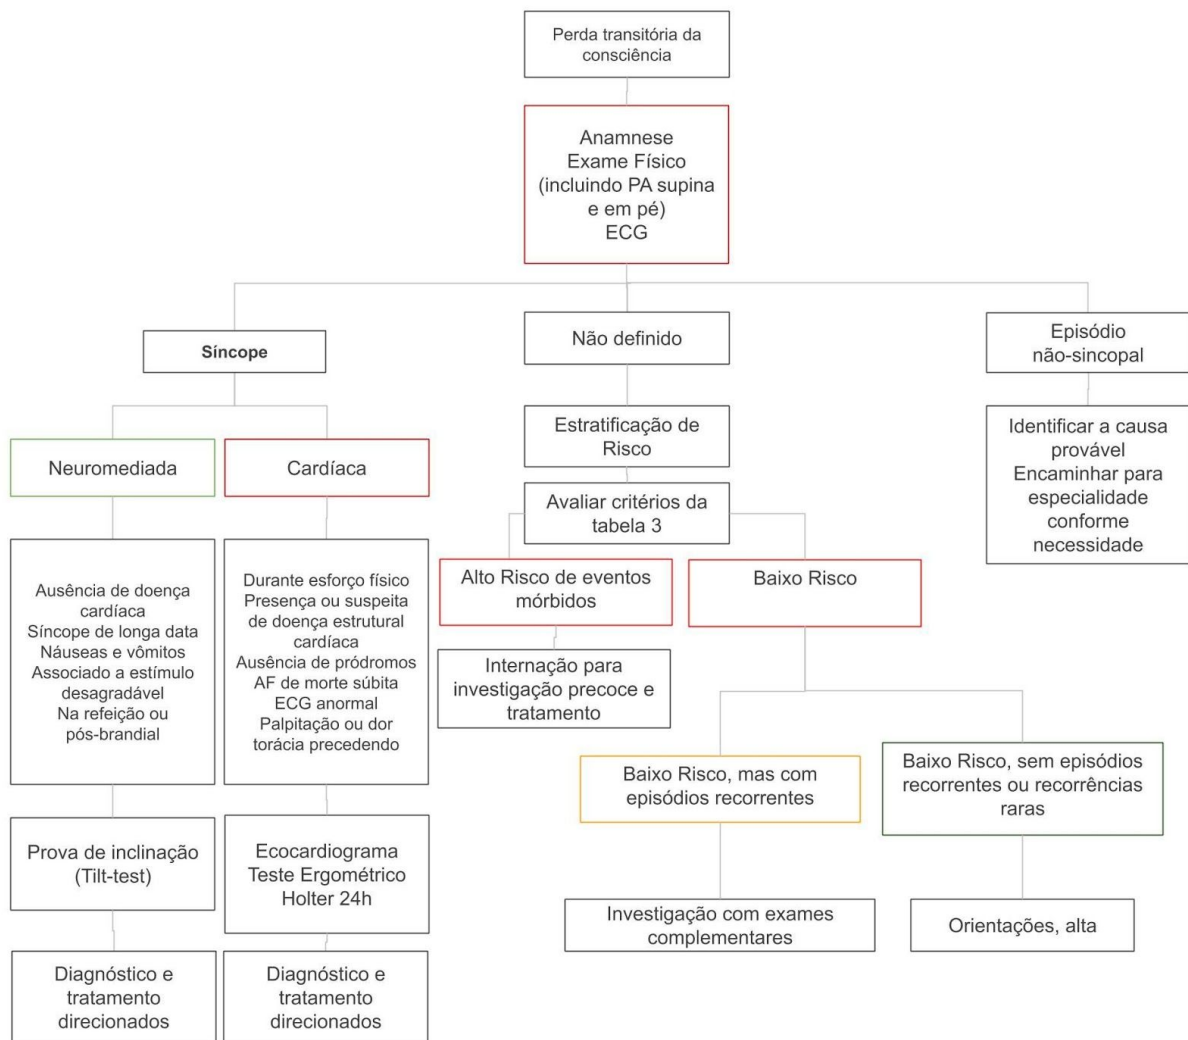 Perda transitória da
consciência
Anamnese
Exame Físico
(incluindo PA supina
e em pé)
ECG
Síncope
Não definido
Episódio
não-sincopal
Neuromediada
Cardíaca
Estratificação de
Risco
Identificar a causa
provável
Encaminhar para
especialidade
conforme
necessidade
Avaliar critérios da
tabela 3
Ausência de doença
cardíaca
Síncope de longa data
Náuseas e vômitos
Associado a estímulo
desagradável
Na refeição ou
pós-brandial
Durante esforço físico
Presença ou suspeita
de doença estrutural
cardíaca
Ausência de pródromos
AF de morte súbita
ECG anormal
Palpitação ou dor
torácia precedendo
Alto Risco de eventos
mórbidos
Baixo Risco
Internação para
investigação precoce e
tratamento
Baixo Risco, mas com
episódios recorrentes
Baixo Risco, sem episódios
recorrentes ou recorrências
raras
Prova de inclinação
(Tilt-test)
Ecocardiograma
Teste Ergométrico
Holter 24h
Investigação com exames
complementares
Orientações, alta
Diagnóstico e
tratamento
direcionados
Diagnóstico e
tratamento
direcionados